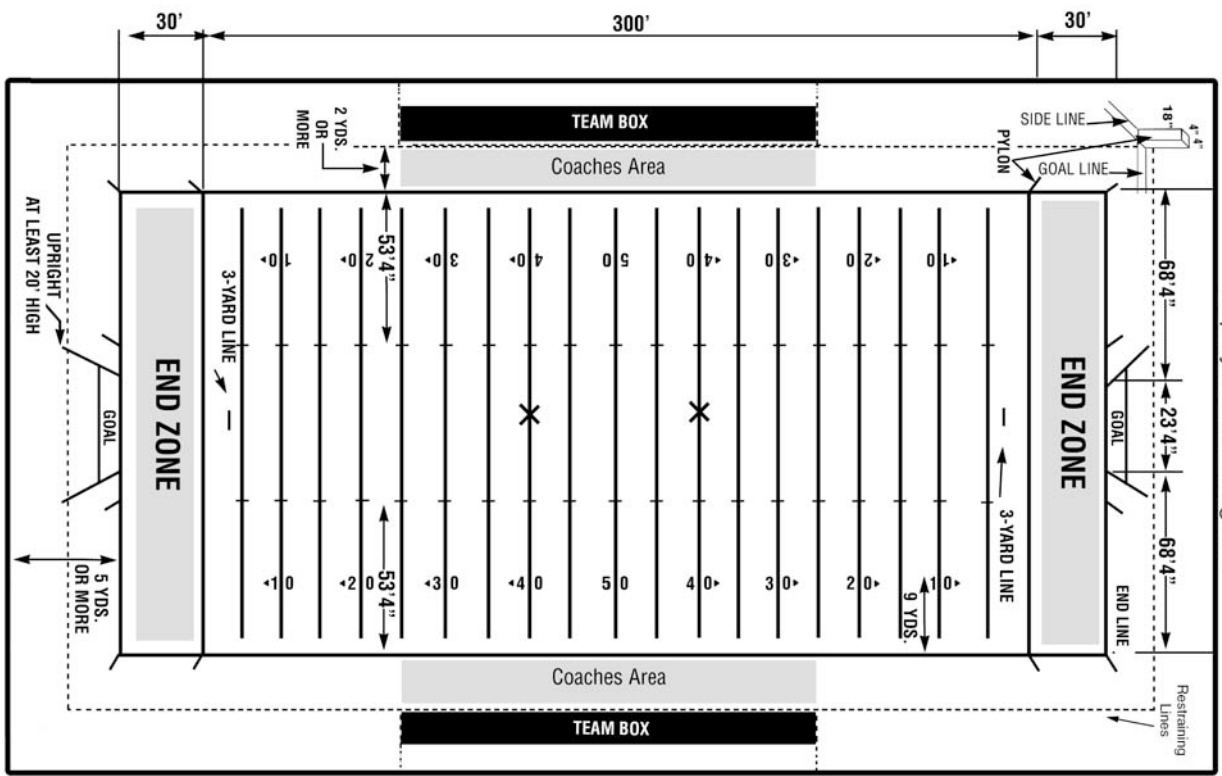 30'
300'
30'
TEAM BOX
Coaches Area
2 YDS.
OR
MORE
SIDE LINE
18"
4"
4"
PYLON
GOAL LINE
AT LEAST 20' HIGH
UPRIGHT
3-YARD LINE
53'4"
◂10
◂20
◂30
◂40
50
40▸
30▸
20▸
10▸
68'4"
END ZONE
GOAL
END ZONE
GOAL
23'4"
5 YDS.
OR MORE
53'4"
◂10
◂20
◂30
◂40
50
40▸
30▸
20▸
10▸
9 YDS.
3-YARD LINE
68'4"
END LINE
Coaches Area
TEAM BOX
Restraining
Lines